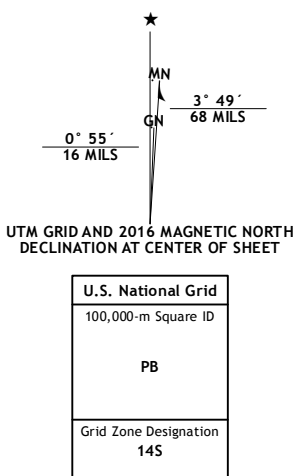 ★
MN
3° 49´
68 MILS
GN
0° 55´
16 MILS
UTM GRID AND 2016 MAGNETIC NORTH
DECLINATION AT CENTER OF SHEET
U.S. National Grid
100,000-m Square ID
PB
Grid Zone Designation
14S